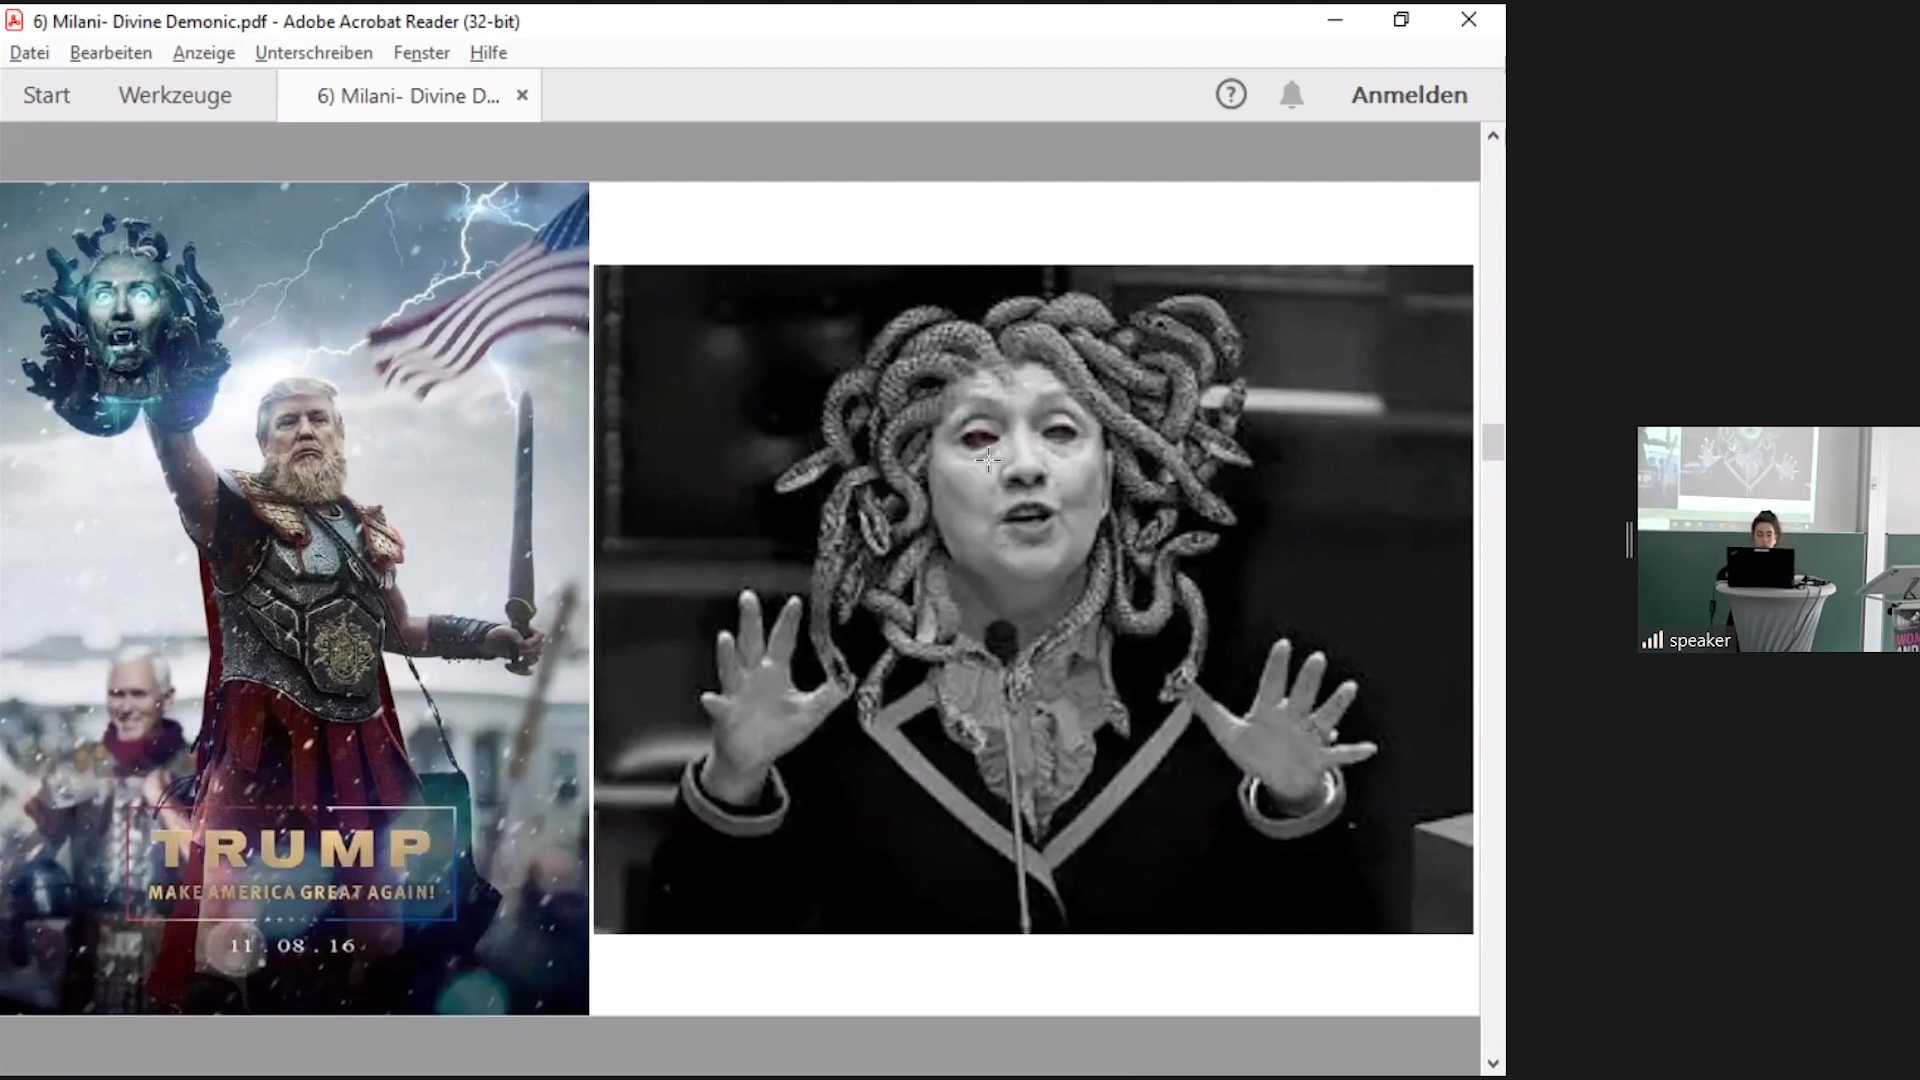 6) Milani- Divine Demonic.pdf - Adobe Acrobat Reader (32-bit)
Datei Bearbeiten Anzeige Unterschreiben Fenster Hilfe
Start Werkzeuge 6) Milani- Divine D... Anmelden
TRUMP
MAKE AMERICA GREAT AGAIN!
11 . 08 . 16
speaker